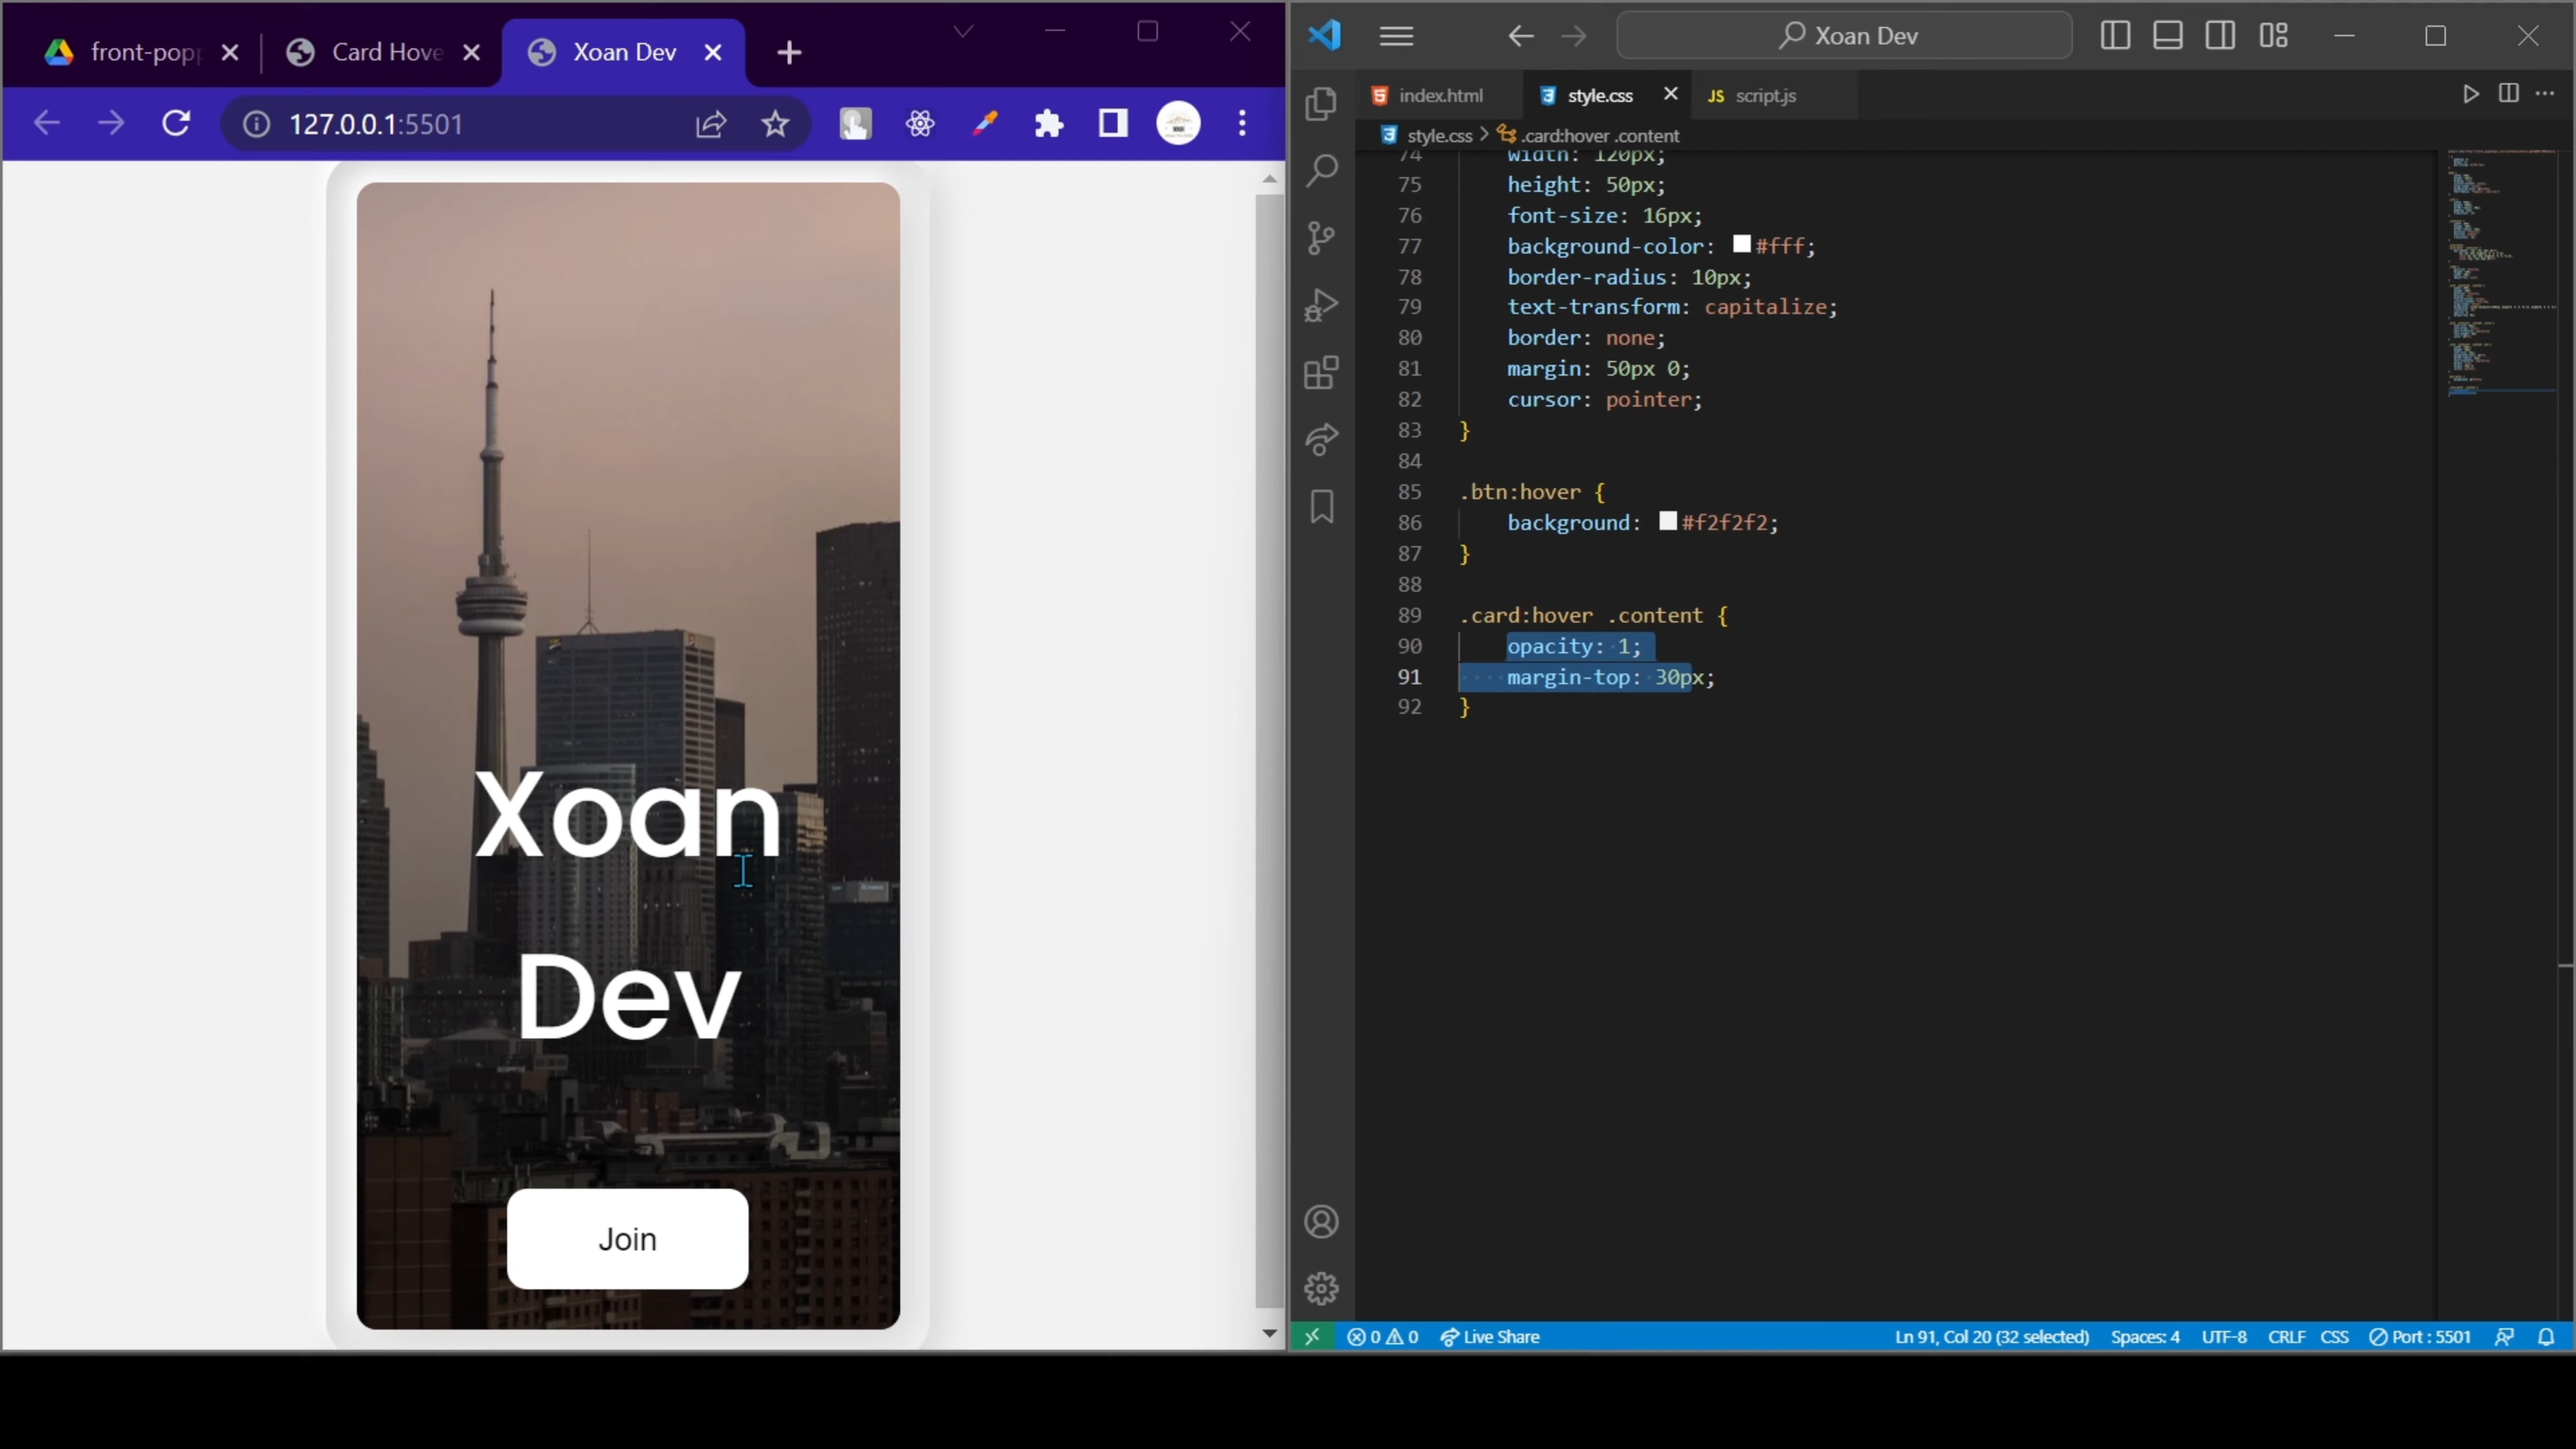 front-pop
Card Hove
Xoan Dev
127.0.0.1:5501
Xoan
Dev
Join
Xoan Dev
index.html
style.css
JS script.js
style.css > .card:hover .content
74 width: 120px;
75 height: 50px;
76 font-size: 16px;
77 background-color: #fff;
78 border-radius: 10px;
79 text-transform: capitalize;
80 border: none;
81 margin: 50px 0;
82 cursor: pointer;
83 }
84
85 .btn:hover {
86 background: #f2f2f2;
87 }
88
89 .card:hover .content {
90 opacity: 1;
91 margin-top: 30px;
92 }
0 0 Live Share Ln 91, Col 20 (32 selected) Spaces: 4 UTF-8 CRLF CSS Port : 5501